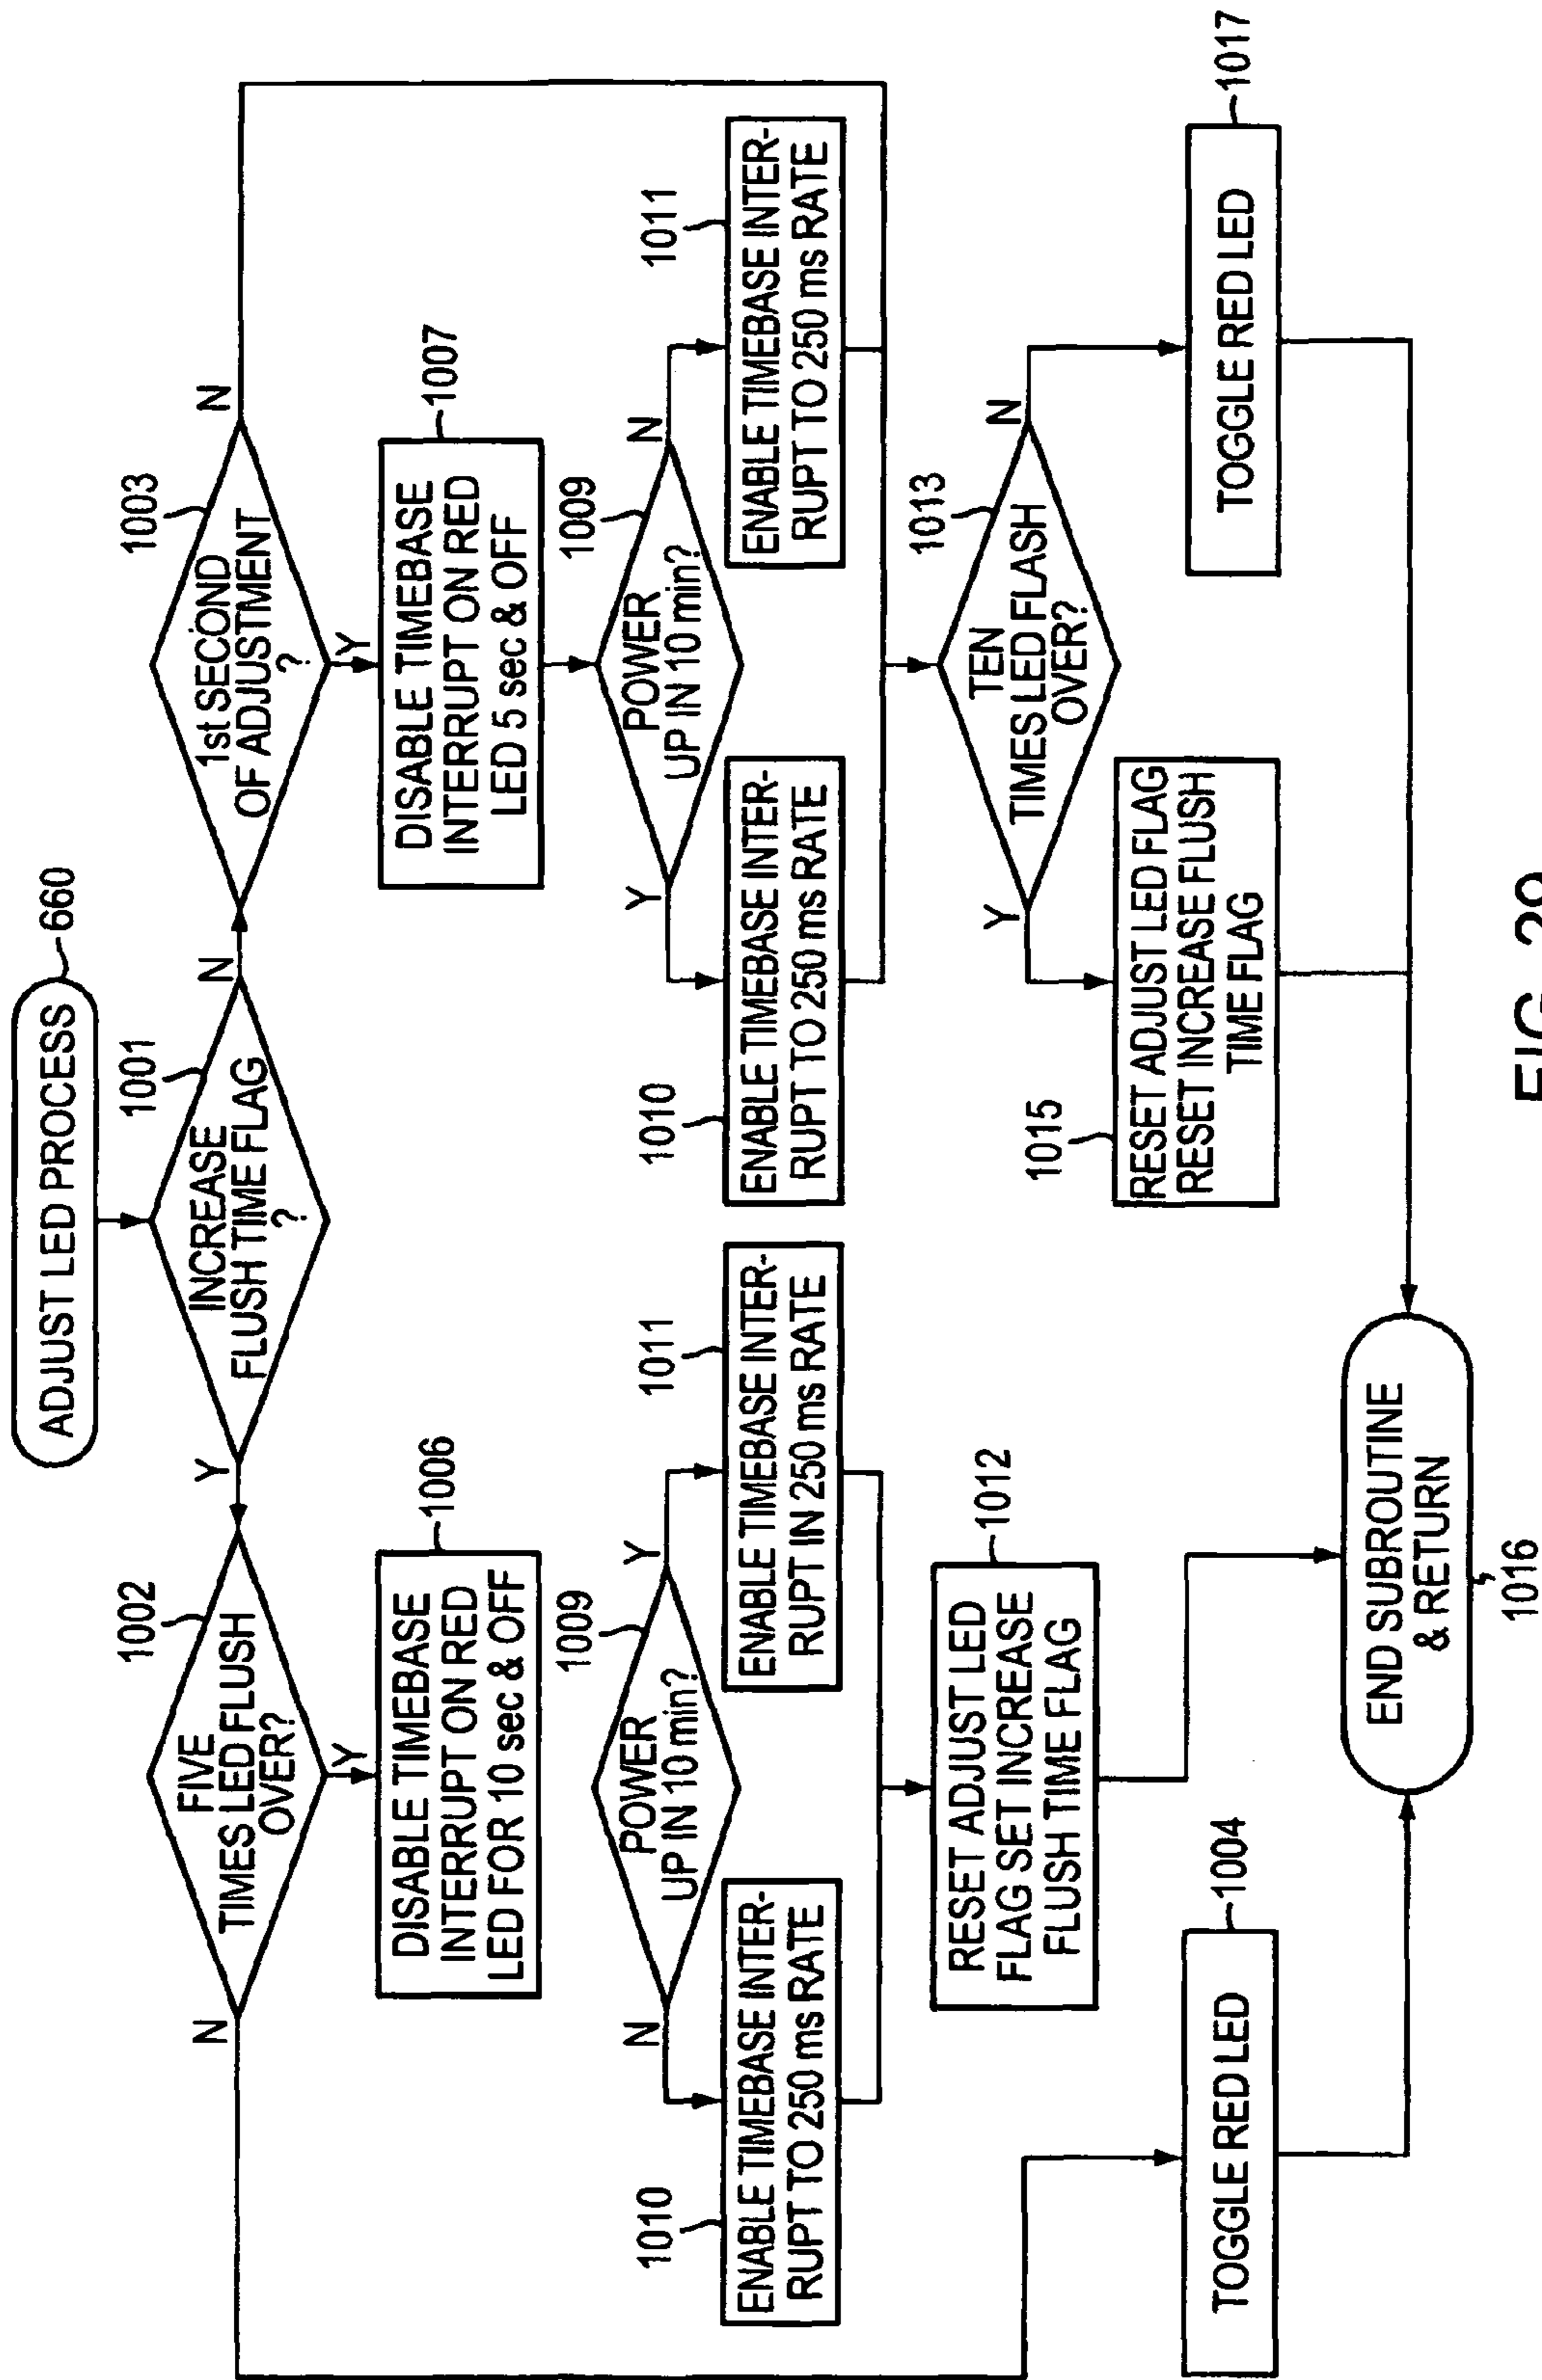 ADJUST LED PROCESS
660
INCREASE
FLUSH TIME FLAG
?
1001
Y
N
FIVE
TIMES LED FLUSH
OVER?
1002
N
Y
1st SECOND
OF ADJUSTMENT
?
1003
N
Y
DISABLE TIMEBASE
INTERRUPT ON RED
LED FOR 10 sec & OFF
1006
DISABLE TIMEBASE
INTERRUPT ON RED
LED 5 sec & OFF
1007
POWER
UP IN 10 min?
1009
N
Y
POWER
UP IN 10 min?
1009
Y
N
1010
ENABLE TIMEBASE INTER-
RUPT TO 250 ms RATE
1011
ENABLE TIMEBASE INTER-
RUPT IN 250 ms RATE
1010
ENABLE TIMEBASE INTER-
RUPT TO 250 ms RATE
1011
ENABLE TIMEBASE INTER-
RUPT TO 250 ms RATE
RESET ADJUST LED
FLAG SET INCREASE
FLUSH TIME FLAG
1012
TEN
TIMES LED FLASH
OVER?
1013
Y
N
TOGGLE RED LED
1004
1015
RESET ADJUST LED FLAG
RESET INCREASE FLUSH
TIME FLAG
TOGGLE RED LED
1017
END SUBROUTINE
& RETURN
1016
FIG. 29